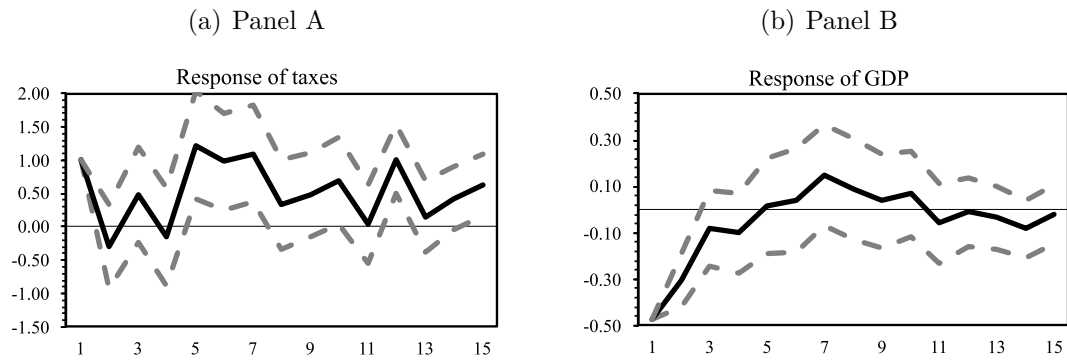 (a) Panel A
Response of taxes
2.00
1.50
1.00
0.50
0.00
-0.50
-1.00
-1.50
1 3 5 7 9 11 13 15
(b) Panel B
Response of GDP
0.50
0.30
0.10
-0.10
-0.30
-0.50
1 3 5 7 9 11 13 15